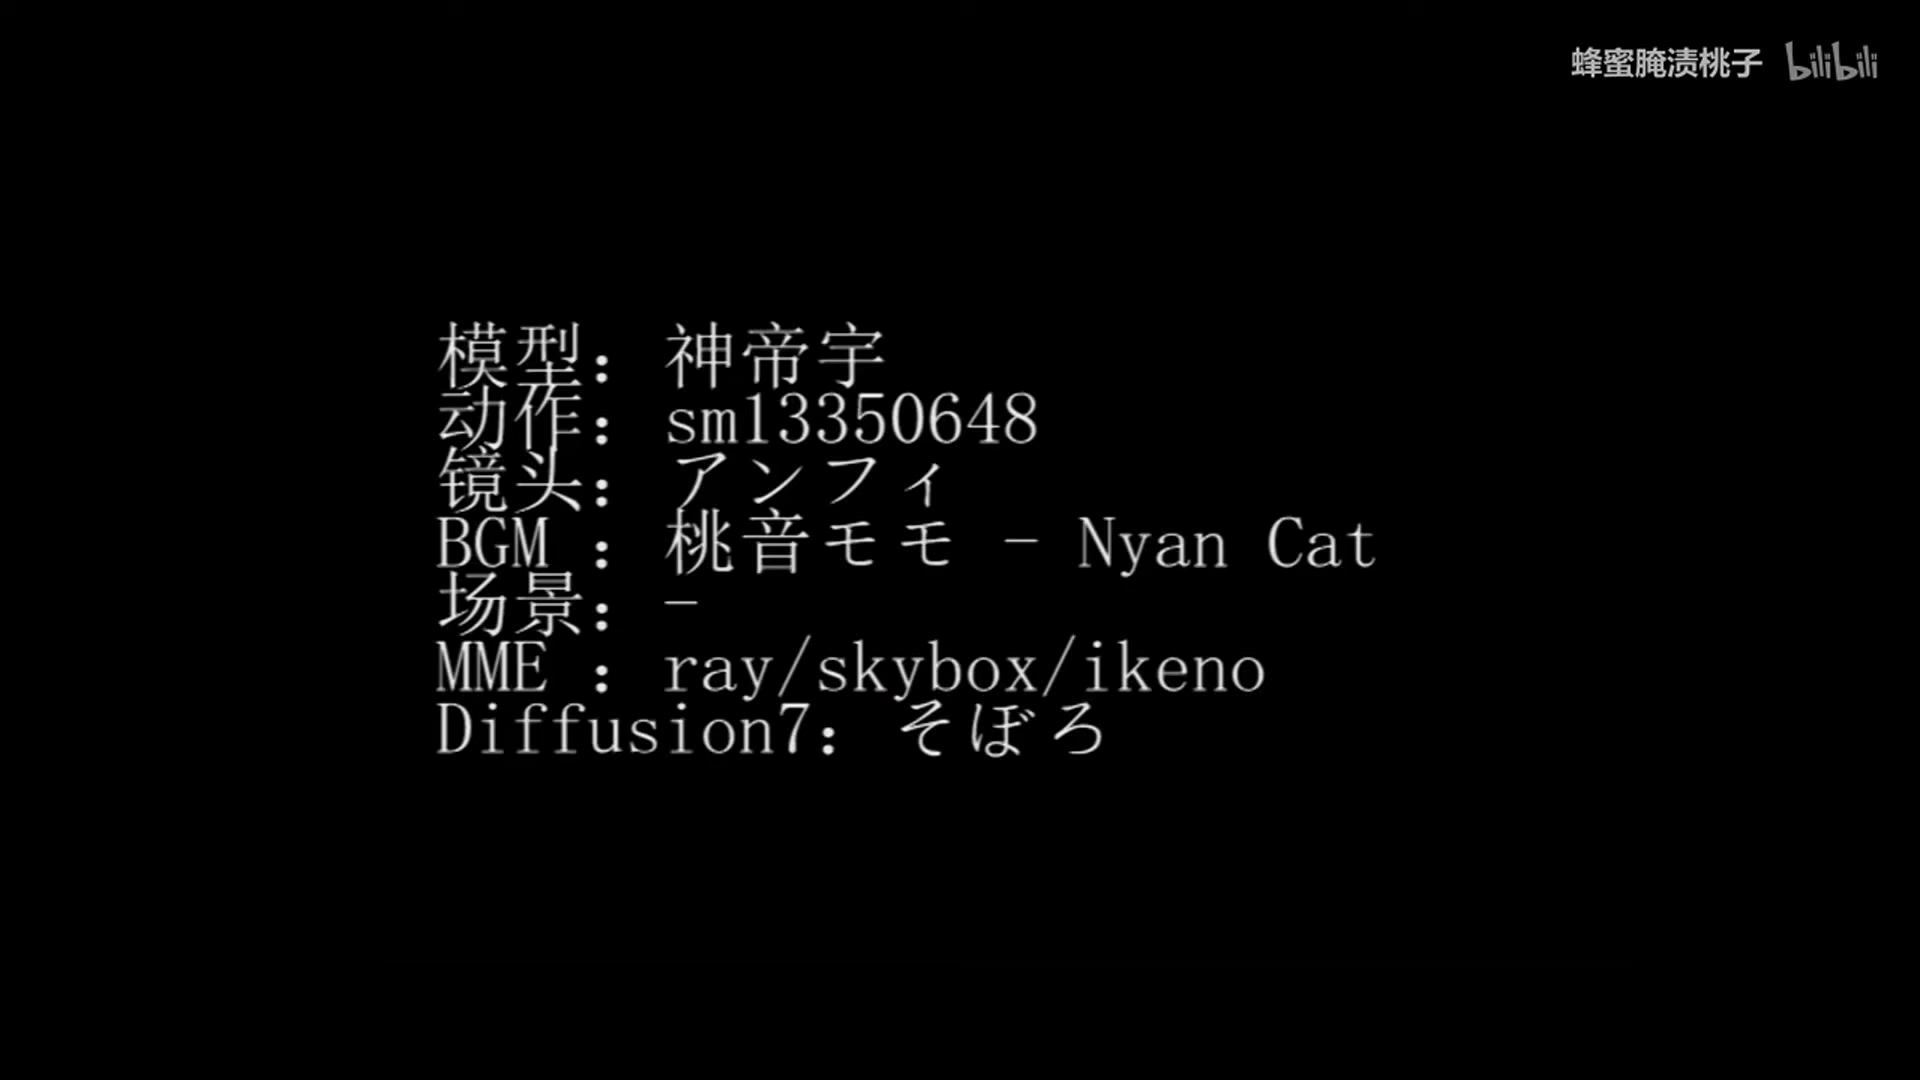 蜂蜜腌渍桃子 bilibili
模型：神帝宇
动作：sm13350648
镜头：アンフィ
BGM ：桃音モモ - Nyan Cat
场景：-
MME ：ray/skybox/ikeno
Diffusion7：そぼろ